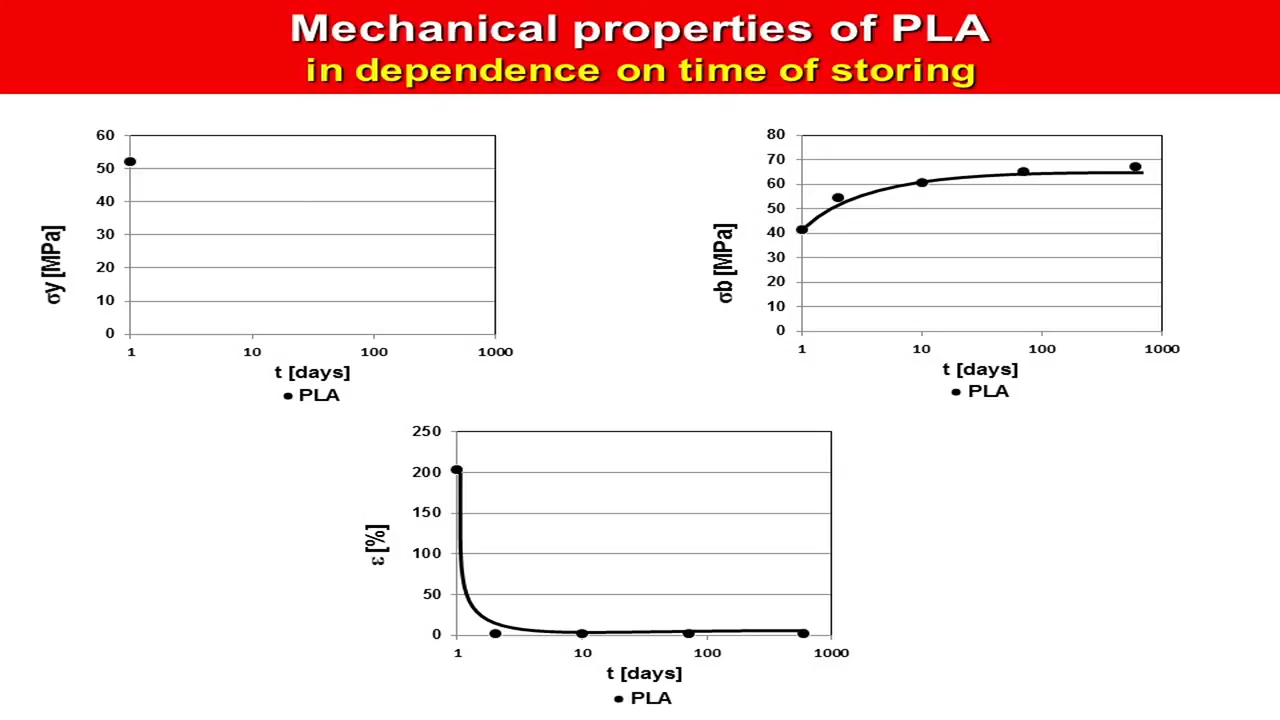 Mechanical properties of PLA
in dependence on time of storing
60
50
40
30
20
10
0
σy [MPa]
1 10 100 1000
t [days]
PLA
80
70
60
50
40
30
20
10
0
σb [MPa]
1 10 100 1000
t [days]
PLA
250
200
150
100
50
0
ε [%]
1 10 100 1000
t [days]
PLA